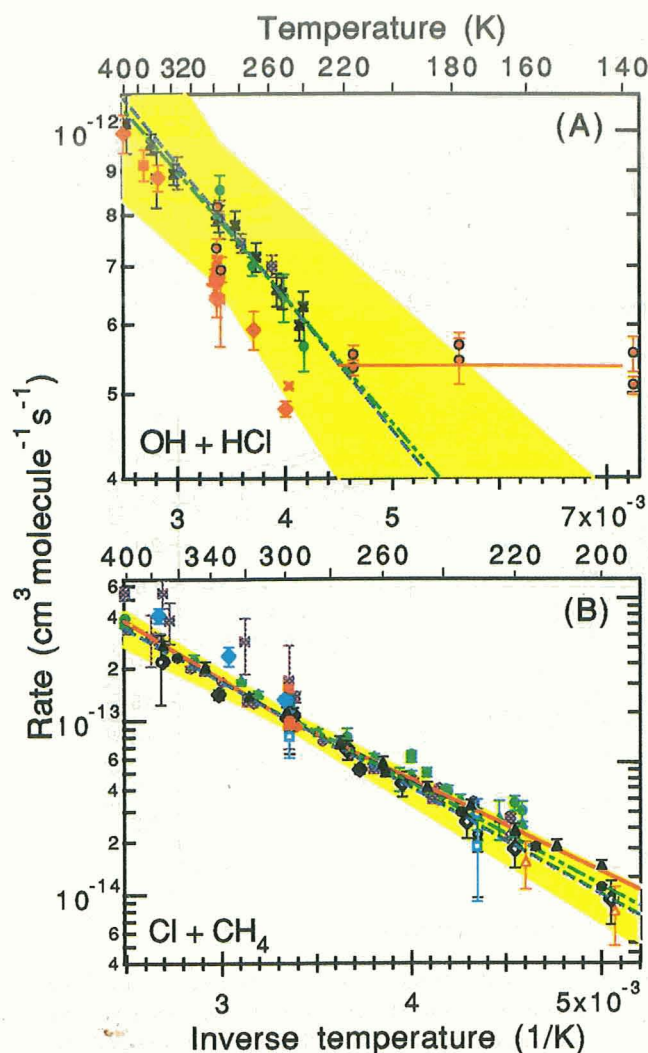 Temperature (K)
400 320 260 220 180 160 140
(A)
10⁻¹²
9
8
7
6
5
4
OH + HCl
3 4 5 7x10⁻³
Rate (cm³ molecule⁻¹ s⁻¹)
400 340 300 260 220 200
(B)
6
4
2
10⁻¹³
6
4
2
10⁻¹⁴
6
4
Cl + CH₄
3 4 5x10⁻³
Inverse temperature (1/K)